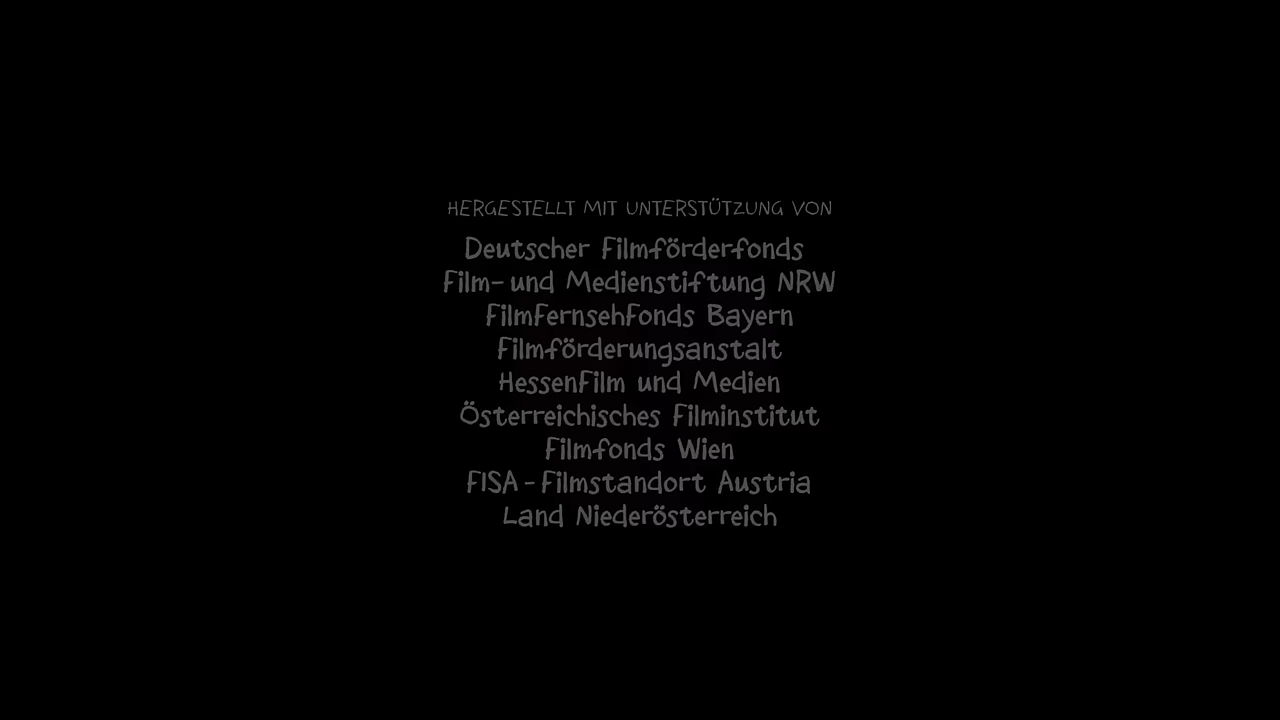 HERGESTELLT MIT UNTERSTÜTZUNG VON
Deutscher Filmförderfonds
Film- und Medienstiftung NRW
FilmFernsehFonds Bayern
Filmförderungsanstalt
HessenFilm und Medien
Österreichisches Filminstitut
Filmfonds Wien
FISA - Filmstandort Austria
Land Niederösterreich